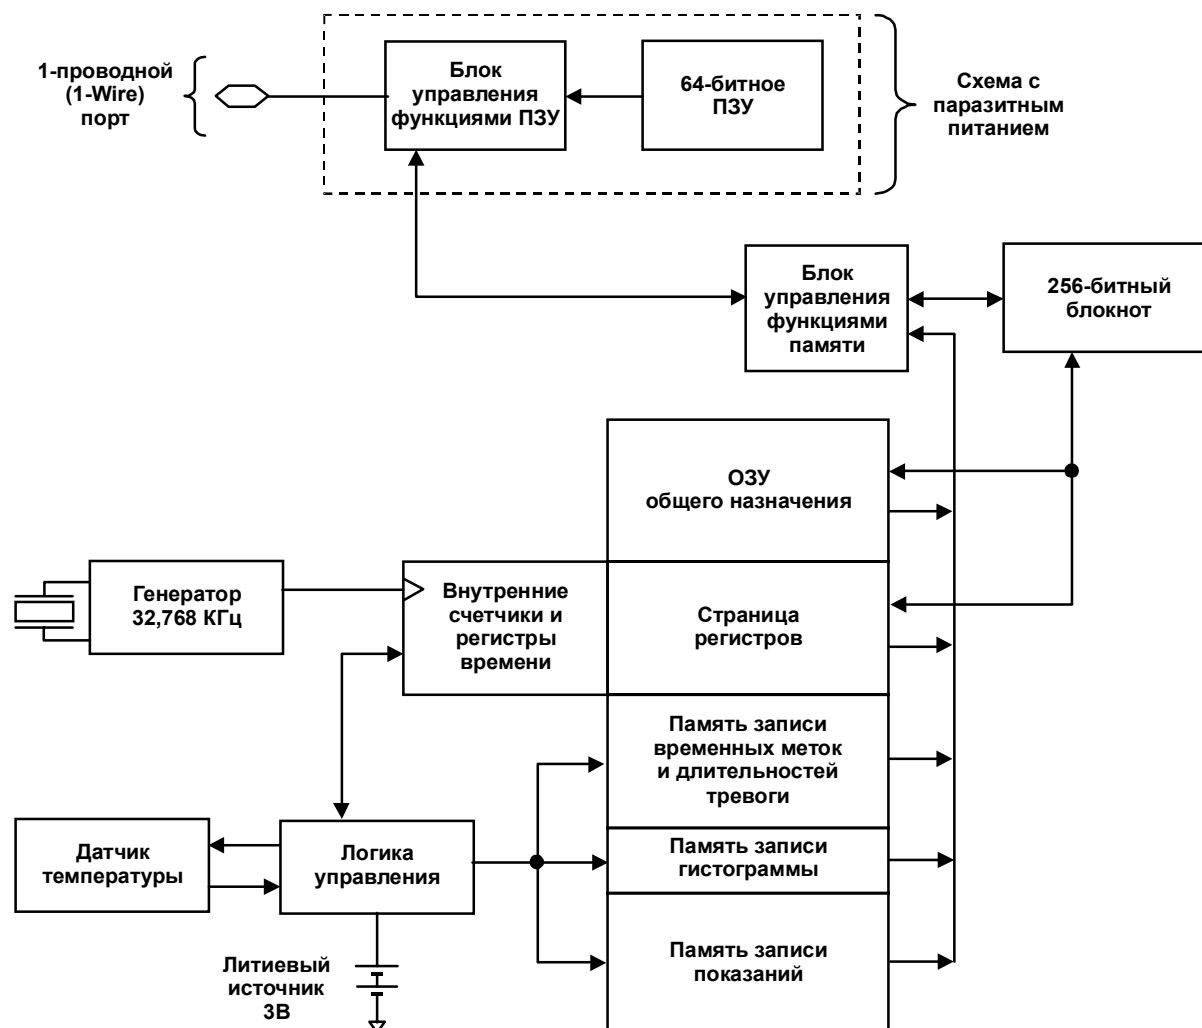 1-проводной
(1-Wire)
порт
Блок
управления
функциями ПЗУ
64-битное
ПЗУ
Схема с
паразитным
питанием
Блок
управления
функциями
памяти
256-битный
блокнот
ОЗУ
общего назначения
Генератор
32,768 КГц
Внутренние
счетчики и
регистры
времени
Страница
регистров
Память записи
временных меток
и длительностей
тревоги
Датчик
температуры
Логика
управления
Память записи
гистограммы
Литиевый
источник
3В
Память записи
показаний